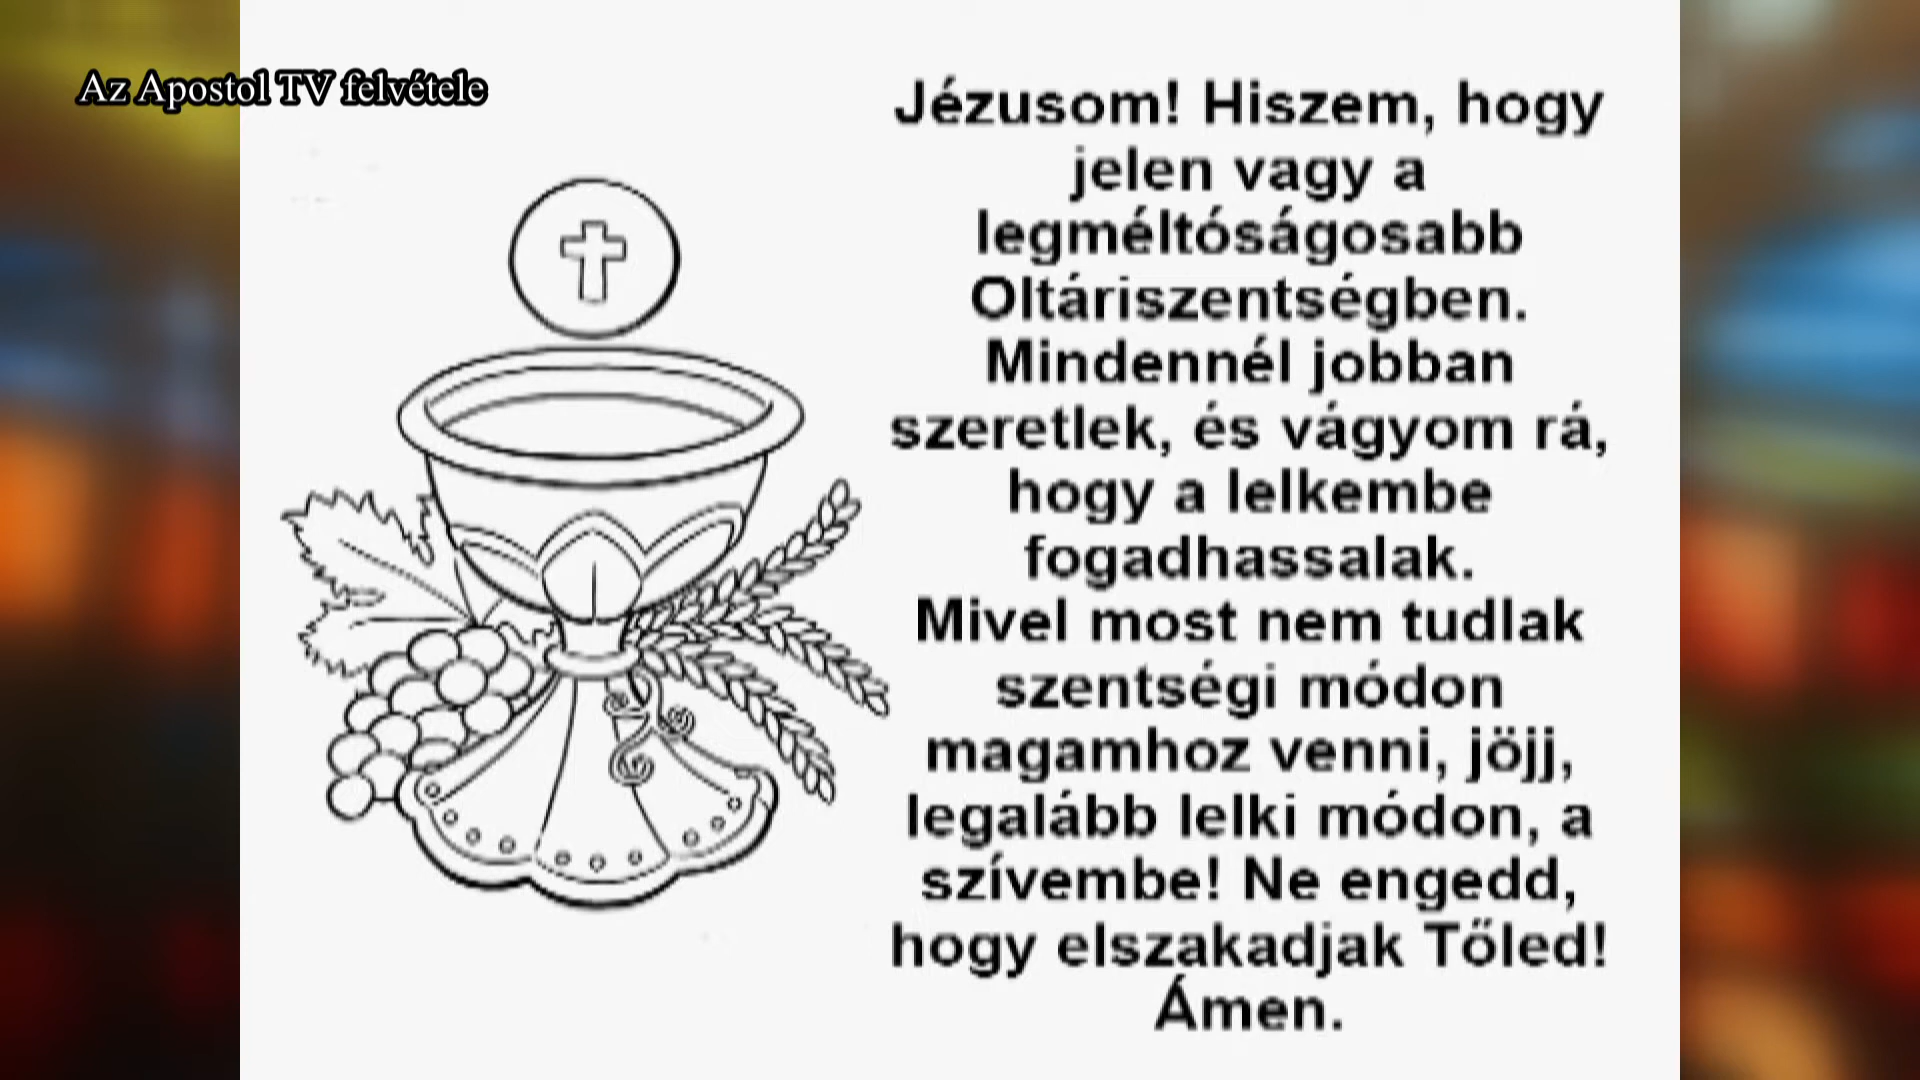 Az Apostol TV felvétele
Jézusom! Hiszem, hogy
jelen vagy a
legméltóságosabb
Oltáriszentségben.
Mindennél jobban
szeretlek, és vágyom rá,
hogy a lelkembe
fogadhassalak.
Mivel most nem tudlak
szentségi módon
magamhoz venni, jöjj,
legalább lelki módon, a
szívembe! Ne engedd,
hogy elszakadjak Tőled!
Ámen.